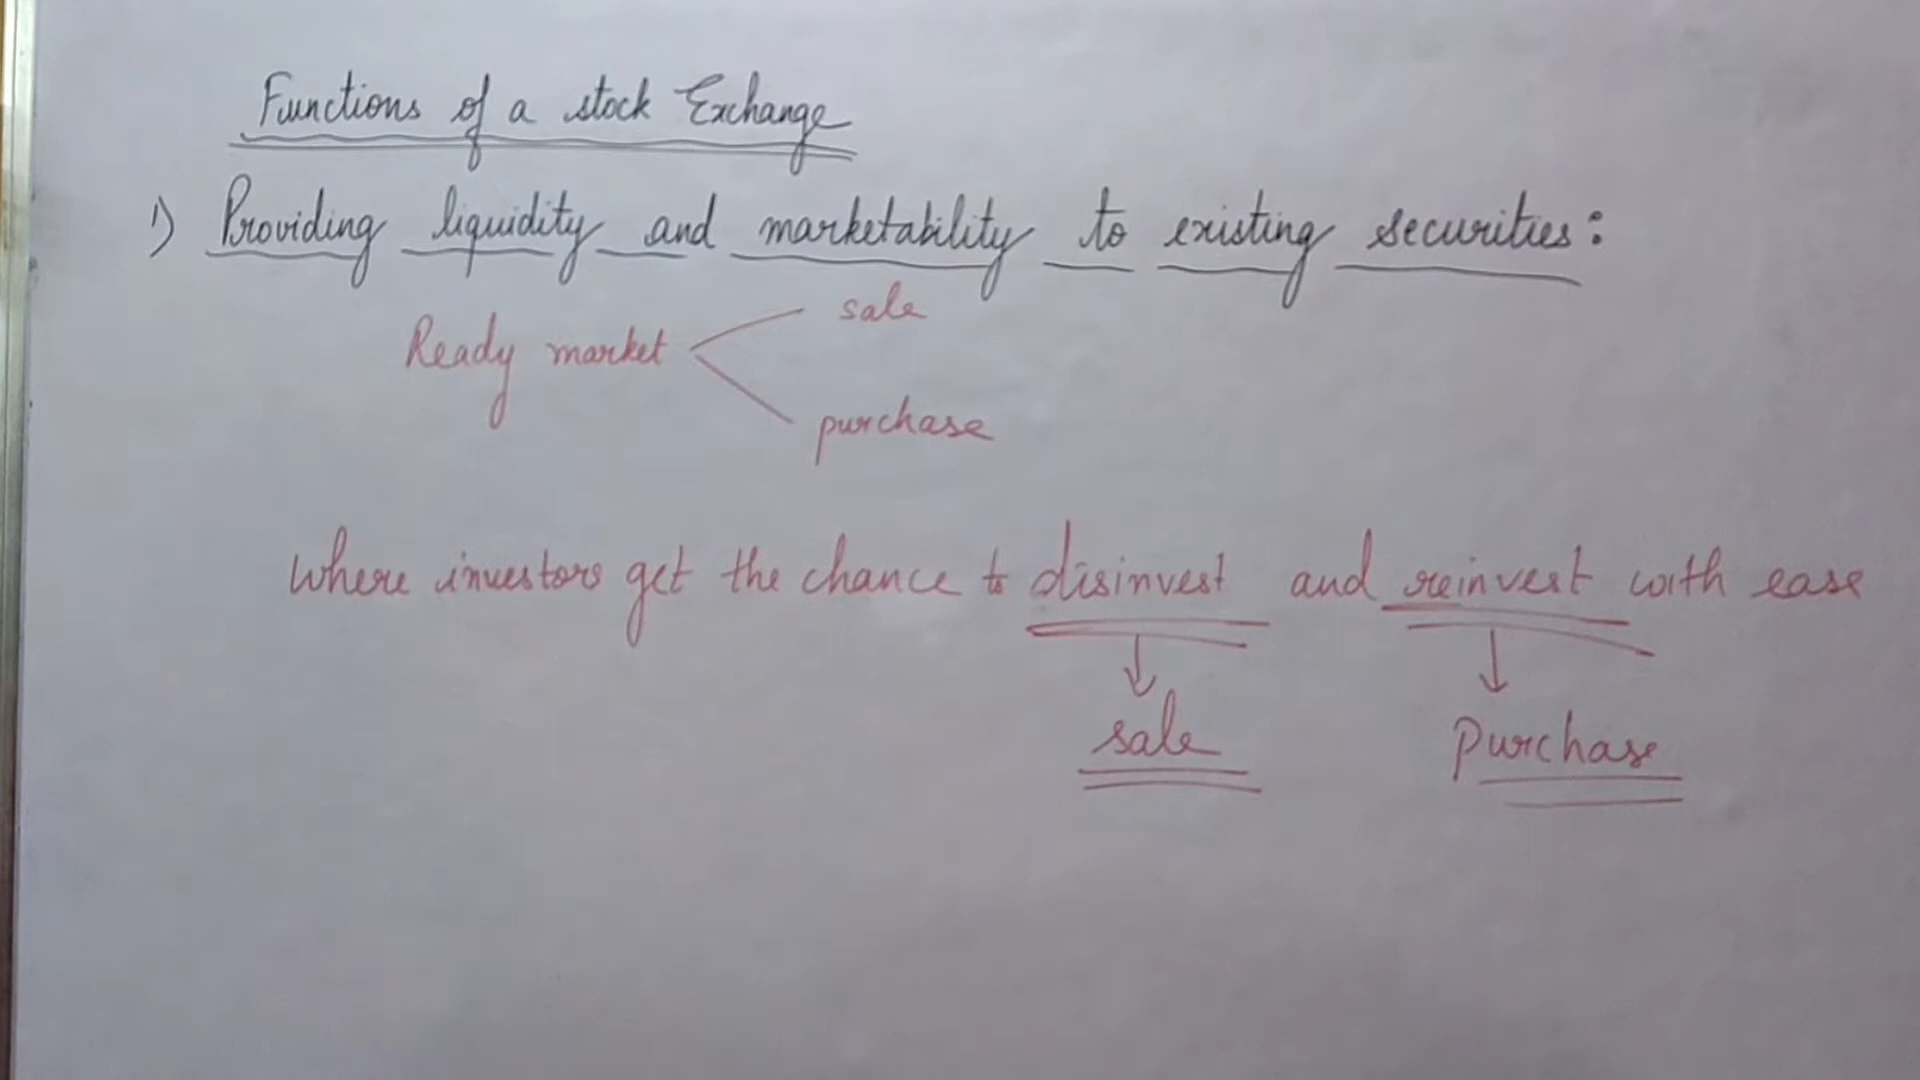 Functions of a stock Exchange
1) Providing liquidity and marketability to existing securities:
sale
Ready market
purchase
where investors get the chance to disinvest and reinvest with ease
sale purchase